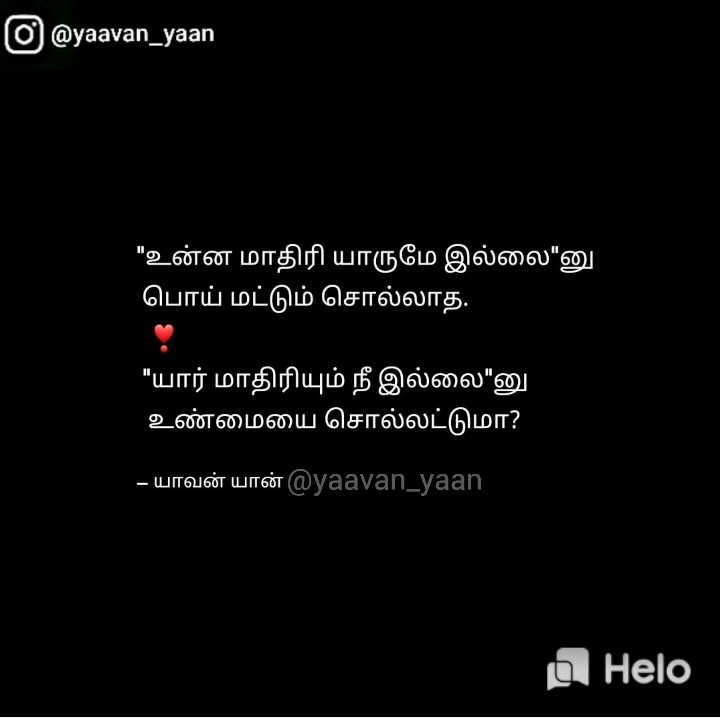 @yaavan_yaan
"உன்ன மாதிரி யாருமே இல்லை"னு
பொய் மட்டும் சொல்லாத.
❣
"யார் மாதிரியும் நீ இல்லை"னு
உண்மையை சொல்லட்டுமா?
– யாவன் யான் @yaavan_yaan
Helo